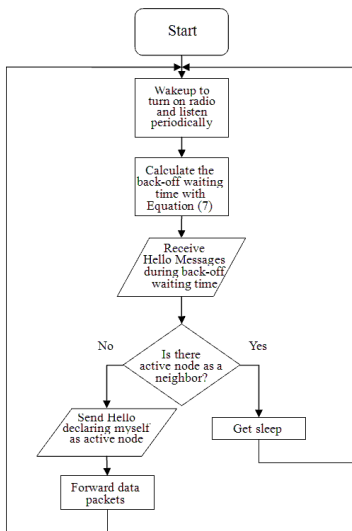 Start
Wakeup to
turn on radio
and listen
periodically
Calculate the
back-off waiting
time with
Equation (7)
Receive
Hello Messages
during back-off
waiting time
Is there
active node as a
neighbor?
No
Yes
Send Hello
declaring myself
as active node
Get sleep
Forward data
packets